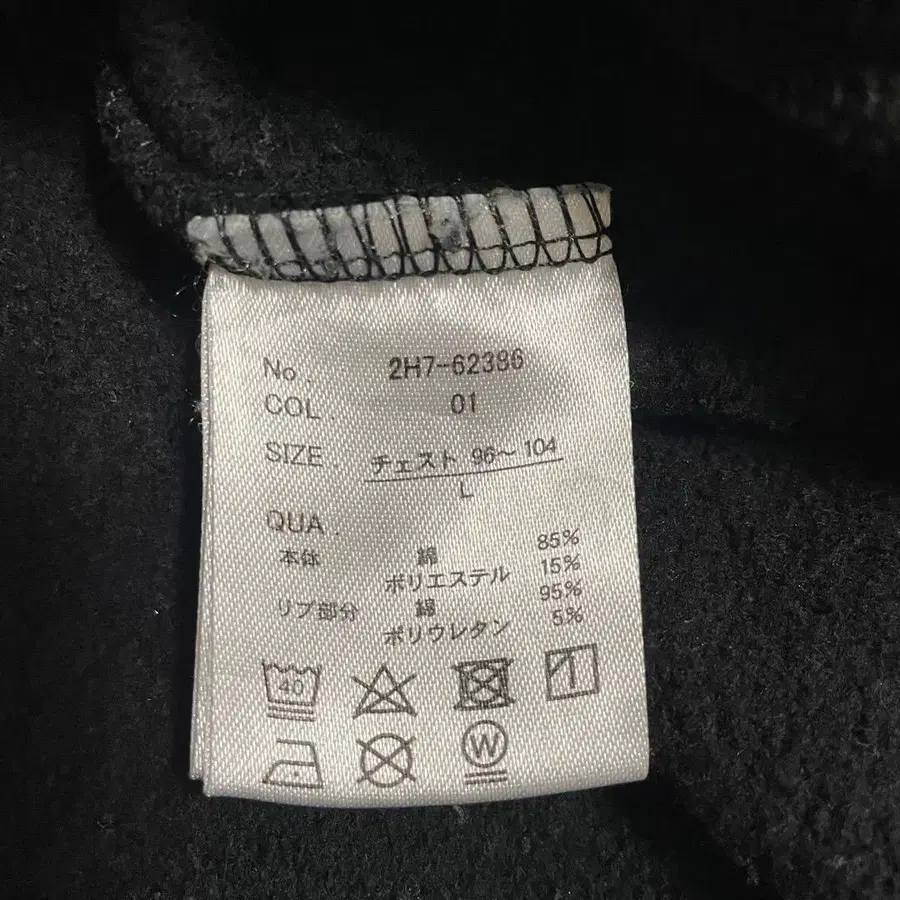 No. 2H7-62386
COL. 01
SIZE. チェスト 96～104
L
QUA.
本体 綿 85%
ポリエステル 15%
リブ部分 綿 95%
ポリウレタン 5%
40
W